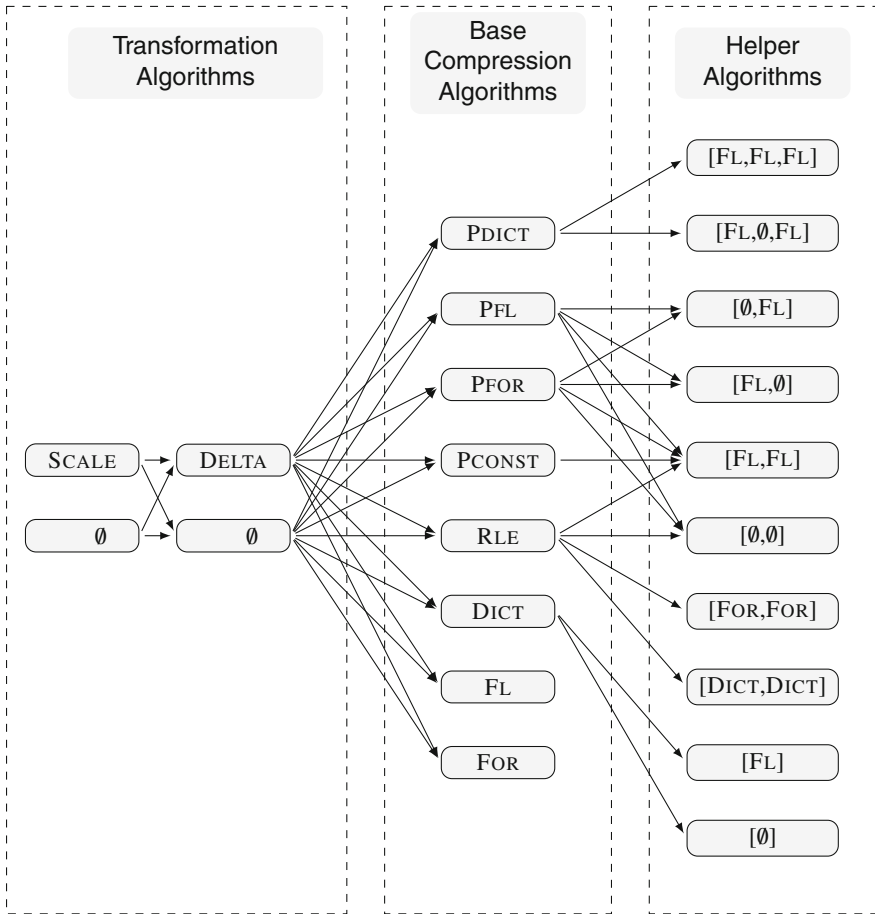 Transformation
Algorithms
Base
Compression
Algorithms
Helper
Algorithms
SCALE
∅
DELTA
∅
PDICT
PFL
PFOR
PCONST
RLE
DICT
FL
FOR
[FL,FL,FL]
[FL,∅,FL]
[∅,FL]
[FL,∅]
[FL,FL]
[∅,∅]
[FOR,FOR]
[DICT,DICT]
[FL]
[∅]